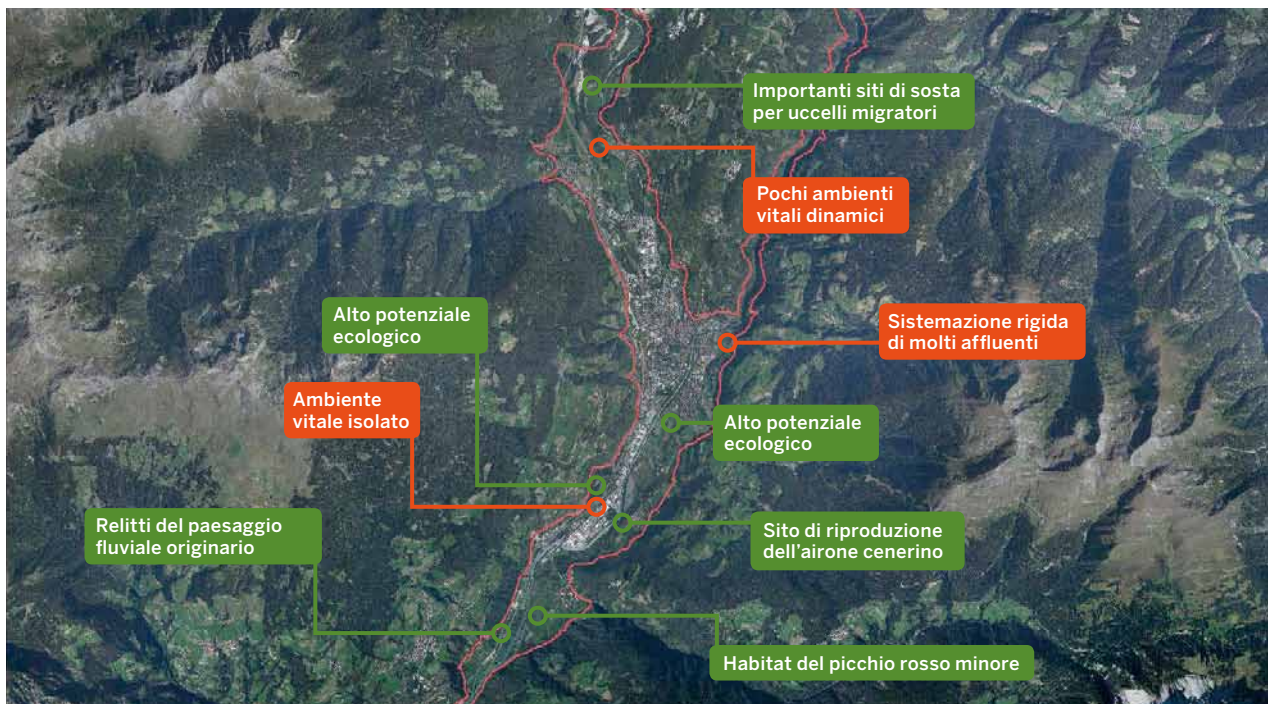 Importanti siti di sosta
per uccelli migratori
Pochi ambienti
vitali dinamici
Alto potenziale
ecologico
Sistemazione rigida
di molti affluenti
Ambiente
vitale isolato
Alto potenziale
ecologico
Relitti del paesaggio
fluviale originario
Sito di riproduzione
dell’airone cenerino
Habitat del picchio rosso minore